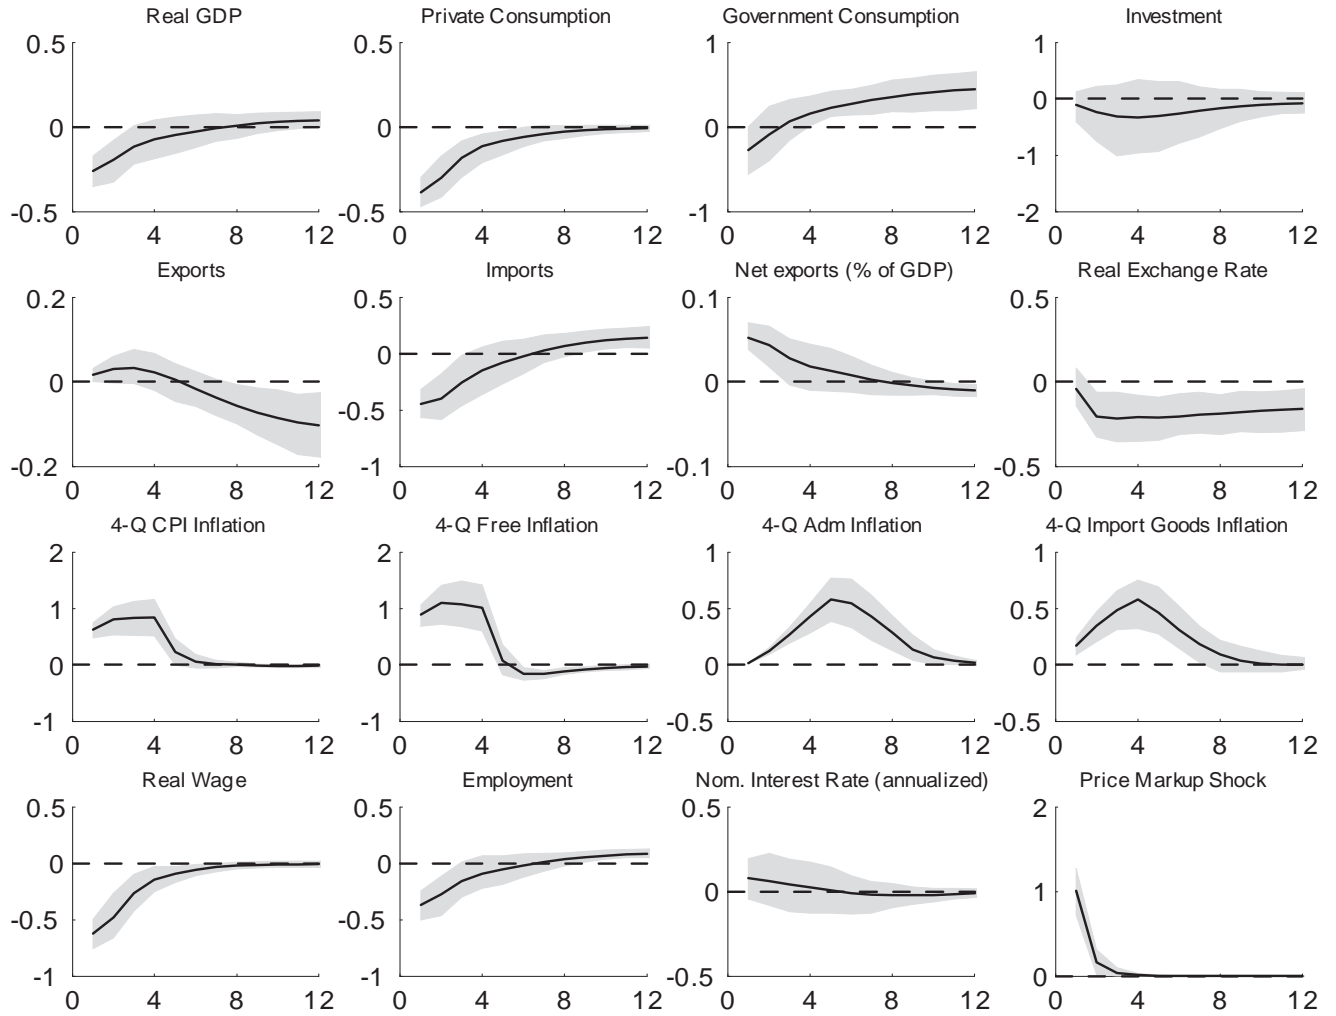 Real GDP
Private Consumption
Government Consumption
Investment
0.5 0 -0.5 0 4 8 12
0.5 0 -0.5 0 4 8 12
1 0 -1 0 4 8 12
1 0 -1 -2 0 4 8 12
Exports
Imports
Net exports (% of GDP)
Real Exchange Rate
0.2 0 -0.2 0 4 8 12
0.5 0 -0.5 -1 0 4 8 12
0.1 0 -0.1 0 4 8 12
0.5 0 -0.5 0 4 8 12
4-Q CPI Inflation
4-Q Free Inflation
4-Q Adm Inflation
4-Q Import Goods Inflation
2 1 0 -1 0 4 8 12
2 1 0 -1 0 4 8 12
1 0.5 0 -0.5 0 4 8 12
1 0.5 0 -0.5 0 4 8 12
Real Wage
Employment
Nom. Interest Rate (annualized)
Price Markup Shock
0.5 0 -0.5 -1 0 4 8 12
0.5 0 -0.5 -1 0 4 8 12
0.5 0 -0.5 0 4 8 12
2 1 0 0 4 8 12